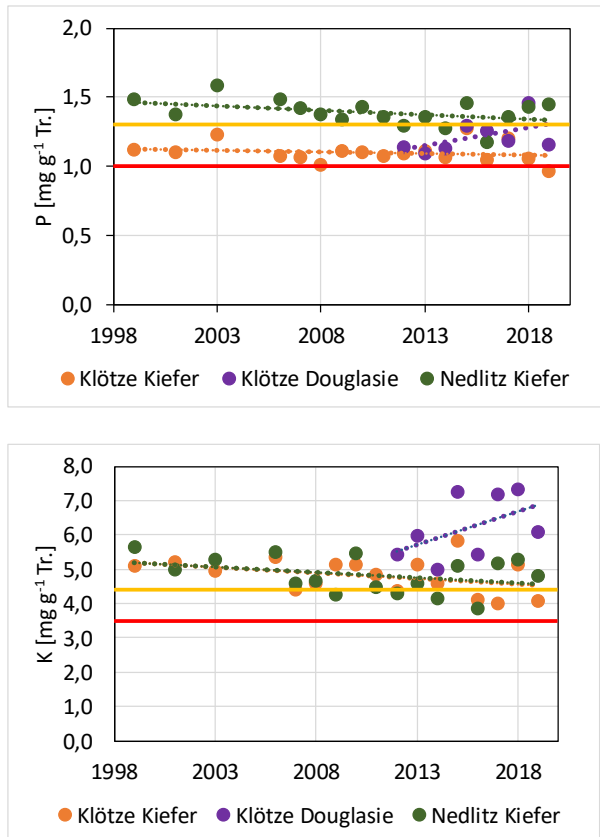 2,0
1,5
1,0
0,5
0,0
P [mg g⁻¹ Tr.]
1998 2003 2008 2013 2018
Klötze Kiefer Klötze Douglasie Nedlitz Kiefer
8,0
7,0
6,0
5,0
4,0
3,0
2,0
1,0
0,0
K [mg g⁻¹ Tr.]
1998 2003 2008 2013 2018
Klötze Kiefer Klötze Douglasie Nedlitz Kiefer